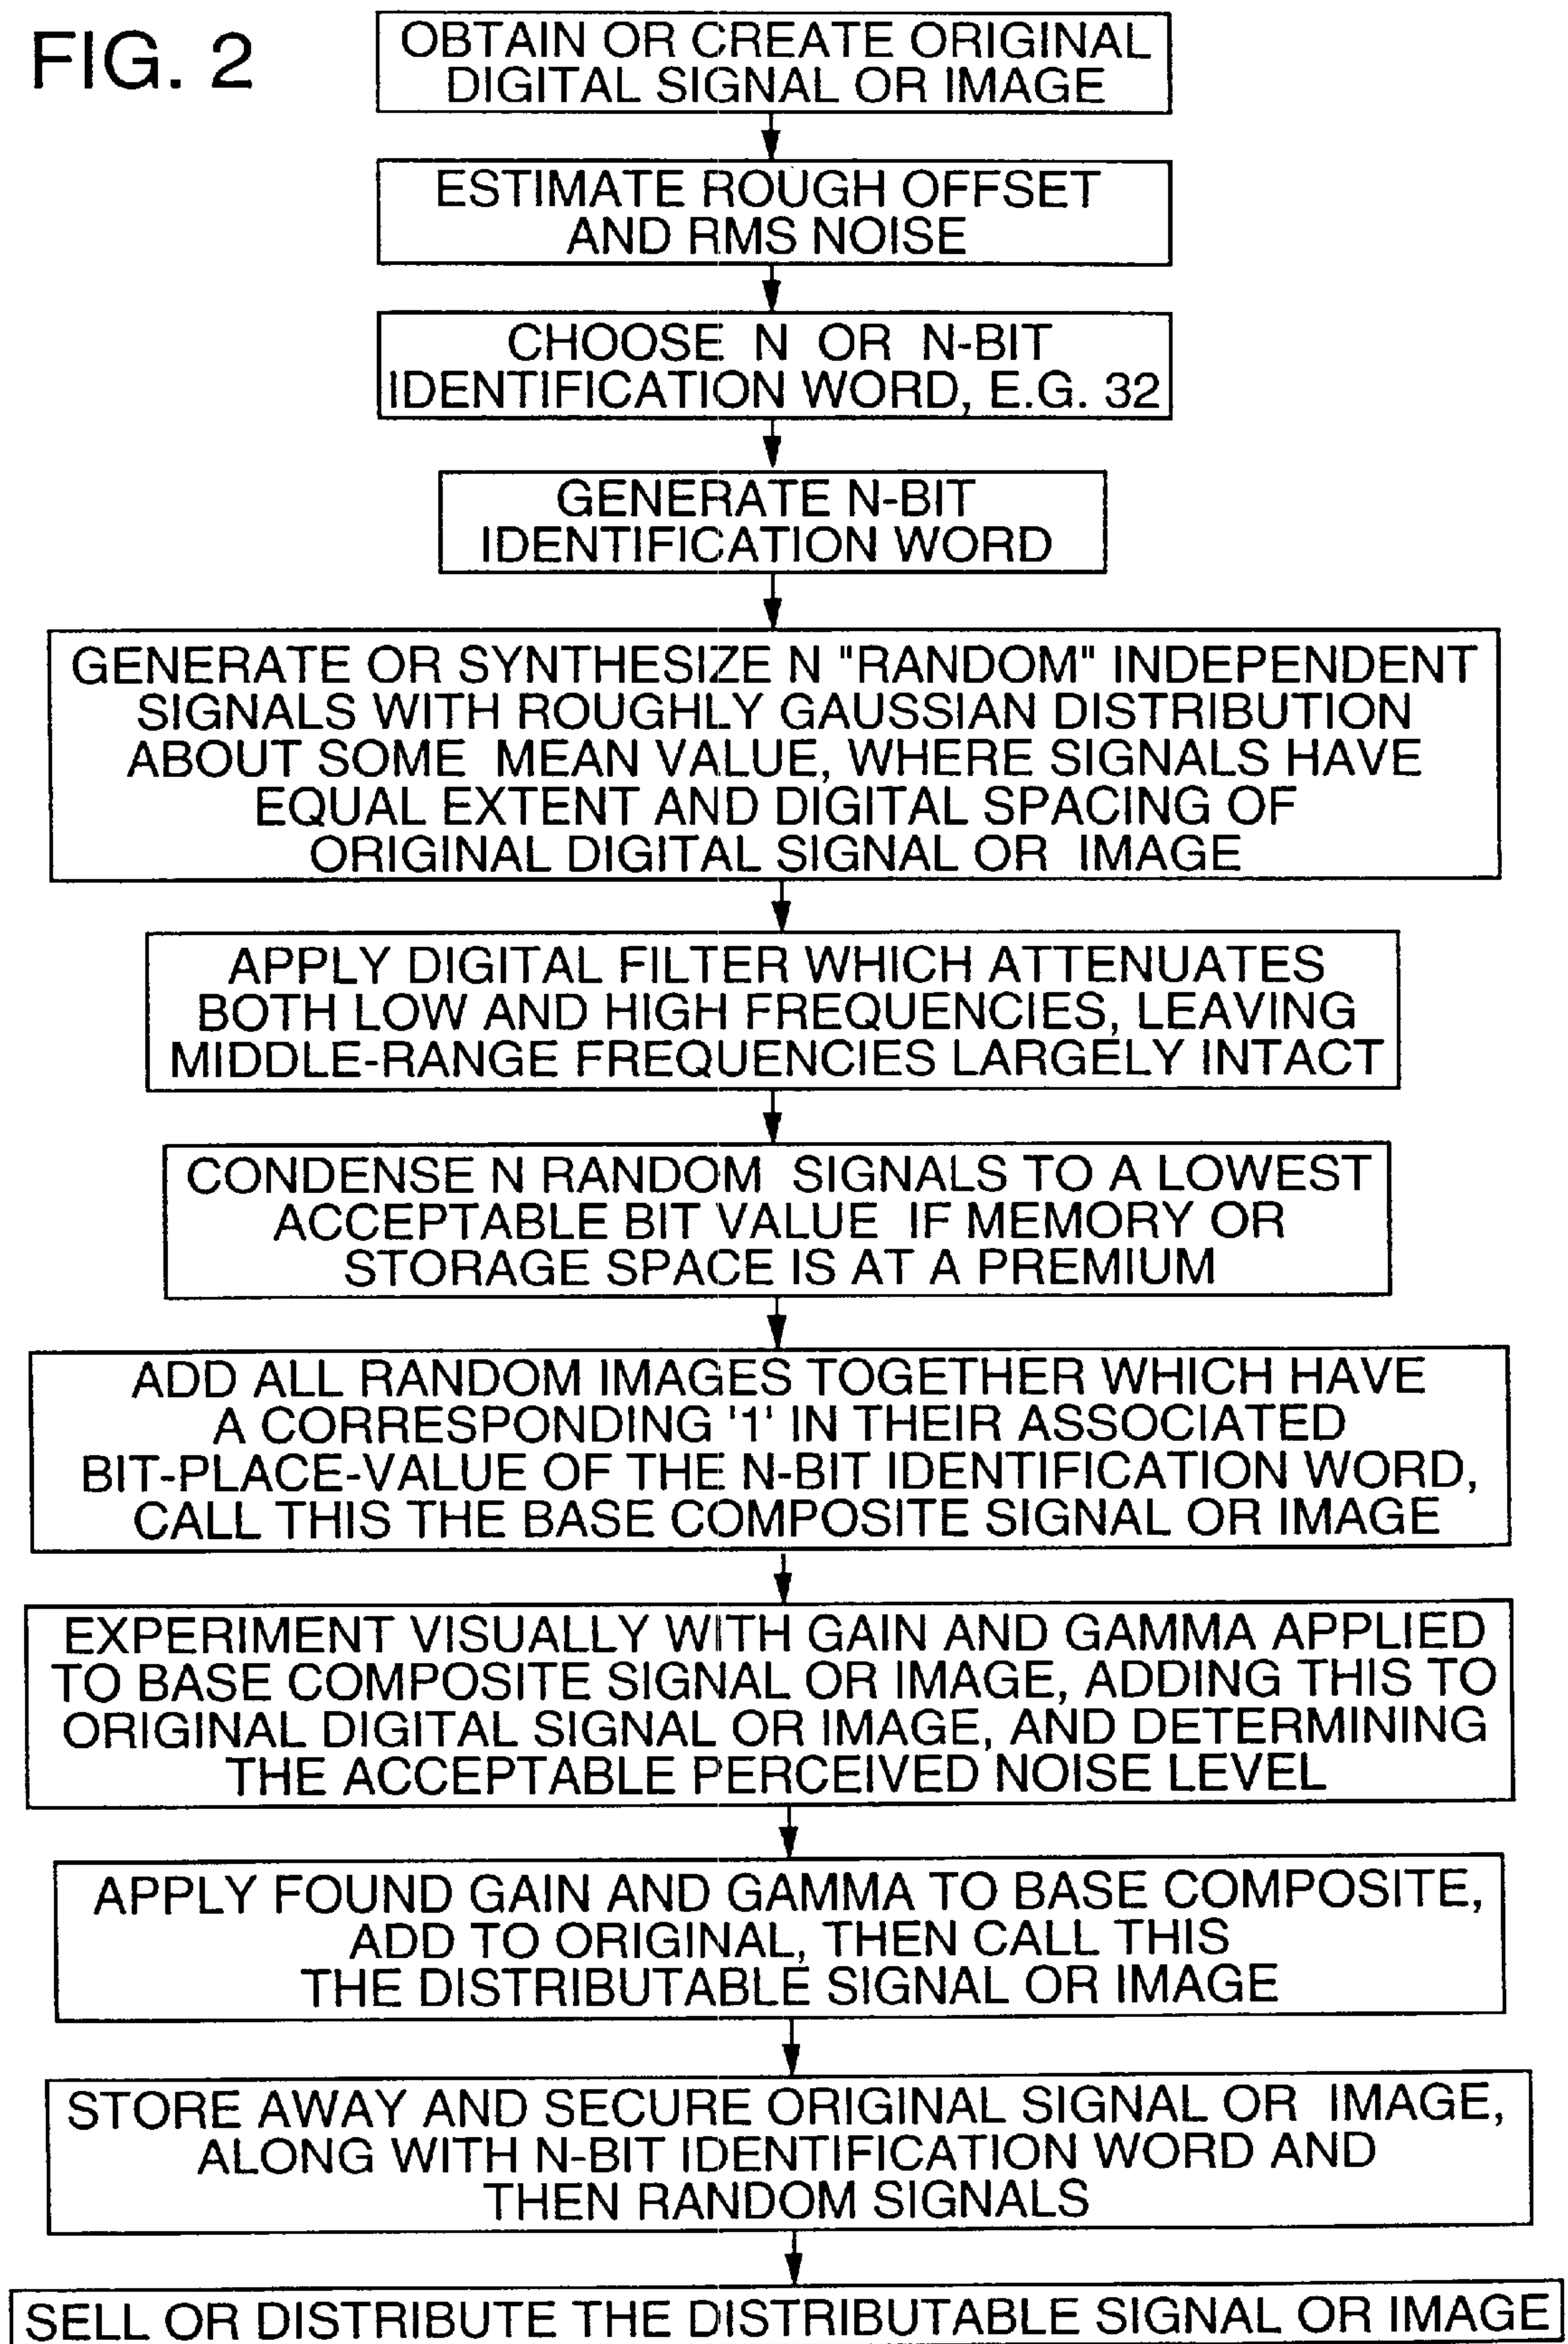 FIG. 2
OBTAIN OR CREATE ORIGINAL
DIGITAL SIGNAL OR IMAGE
ESTIMATE ROUGH OFFSET
AND RMS NOISE
CHOOSE N OR N-BIT
IDENTIFICATION WORD, E.G. 32
GENERATE N-BIT
IDENTIFICATION WORD
GENERATE OR SYNTHESIZE N "RANDOM" INDEPENDENT
SIGNALS WITH ROUGHLY GAUSSIAN DISTRIBUTION
ABOUT SOME MEAN VALUE, WHERE SIGNALS HAVE
EQUAL EXTENT AND DIGITAL SPACING OF
ORIGINAL DIGITAL SIGNAL OR IMAGE
APPLY DIGITAL FILTER WHICH ATTENUATES
BOTH LOW AND HIGH FREQUENCIES, LEAVING
MIDDLE-RANGE FREQUENCIES LARGELY INTACT
CONDENSE N RANDOM SIGNALS TO A LOWEST
ACCEPTABLE BIT VALUE IF MEMORY OR
STORAGE SPACE IS AT A PREMIUM
ADD ALL RANDOM IMAGES TOGETHER WHICH HAVE
A CORRESPONDING '1' IN THEIR ASSOCIATED
BIT-PLACE-VALUE OF THE N-BIT IDENTIFICATION WORD,
CALL THIS THE BASE COMPOSITE SIGNAL OR IMAGE
EXPERIMENT VISUALLY WITH GAIN AND GAMMA APPLIED
TO BASE COMPOSITE SIGNAL OR IMAGE, ADDING THIS TO
ORIGINAL DIGITAL SIGNAL OR IMAGE, AND DETERMINING
THE ACCEPTABLE PERCEIVED NOISE LEVEL
APPLY FOUND GAIN AND GAMMA TO BASE COMPOSITE,
ADD TO ORIGINAL, THEN CALL THIS
THE DISTRIBUTABLE SIGNAL OR IMAGE
STORE AWAY AND SECURE ORIGINAL SIGNAL OR IMAGE,
ALONG WITH N-BIT IDENTIFICATION WORD AND
THEN RANDOM SIGNALS
SELL OR DISTRIBUTE THE DISTRIBUTABLE SIGNAL OR IMAGE